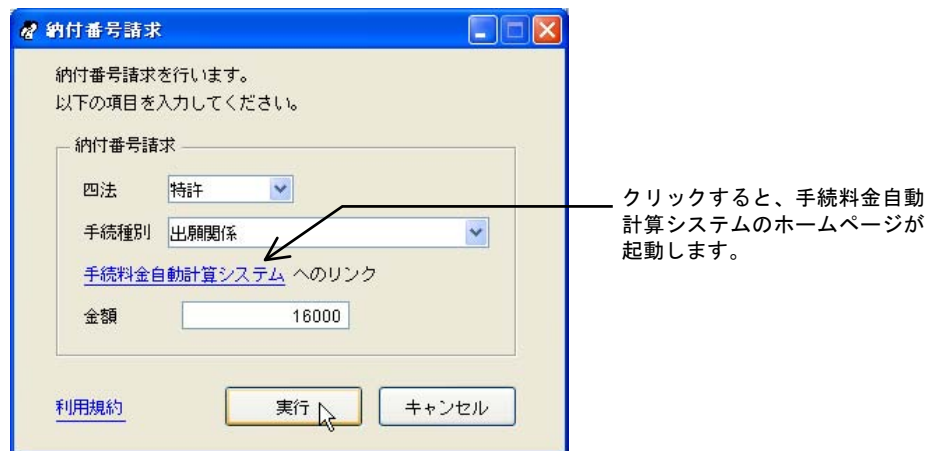 納付番号請求
納付番号請求を行います。
以下の項目を入力してください。
納付番号請求
四法 特許
手続種別 出願関係
手続料金自動計算システム へのリンク
金額 16000
利用規約 実行 キャンセル
クリックすると、手続料金自動
計算システムのホームページが
起動します。